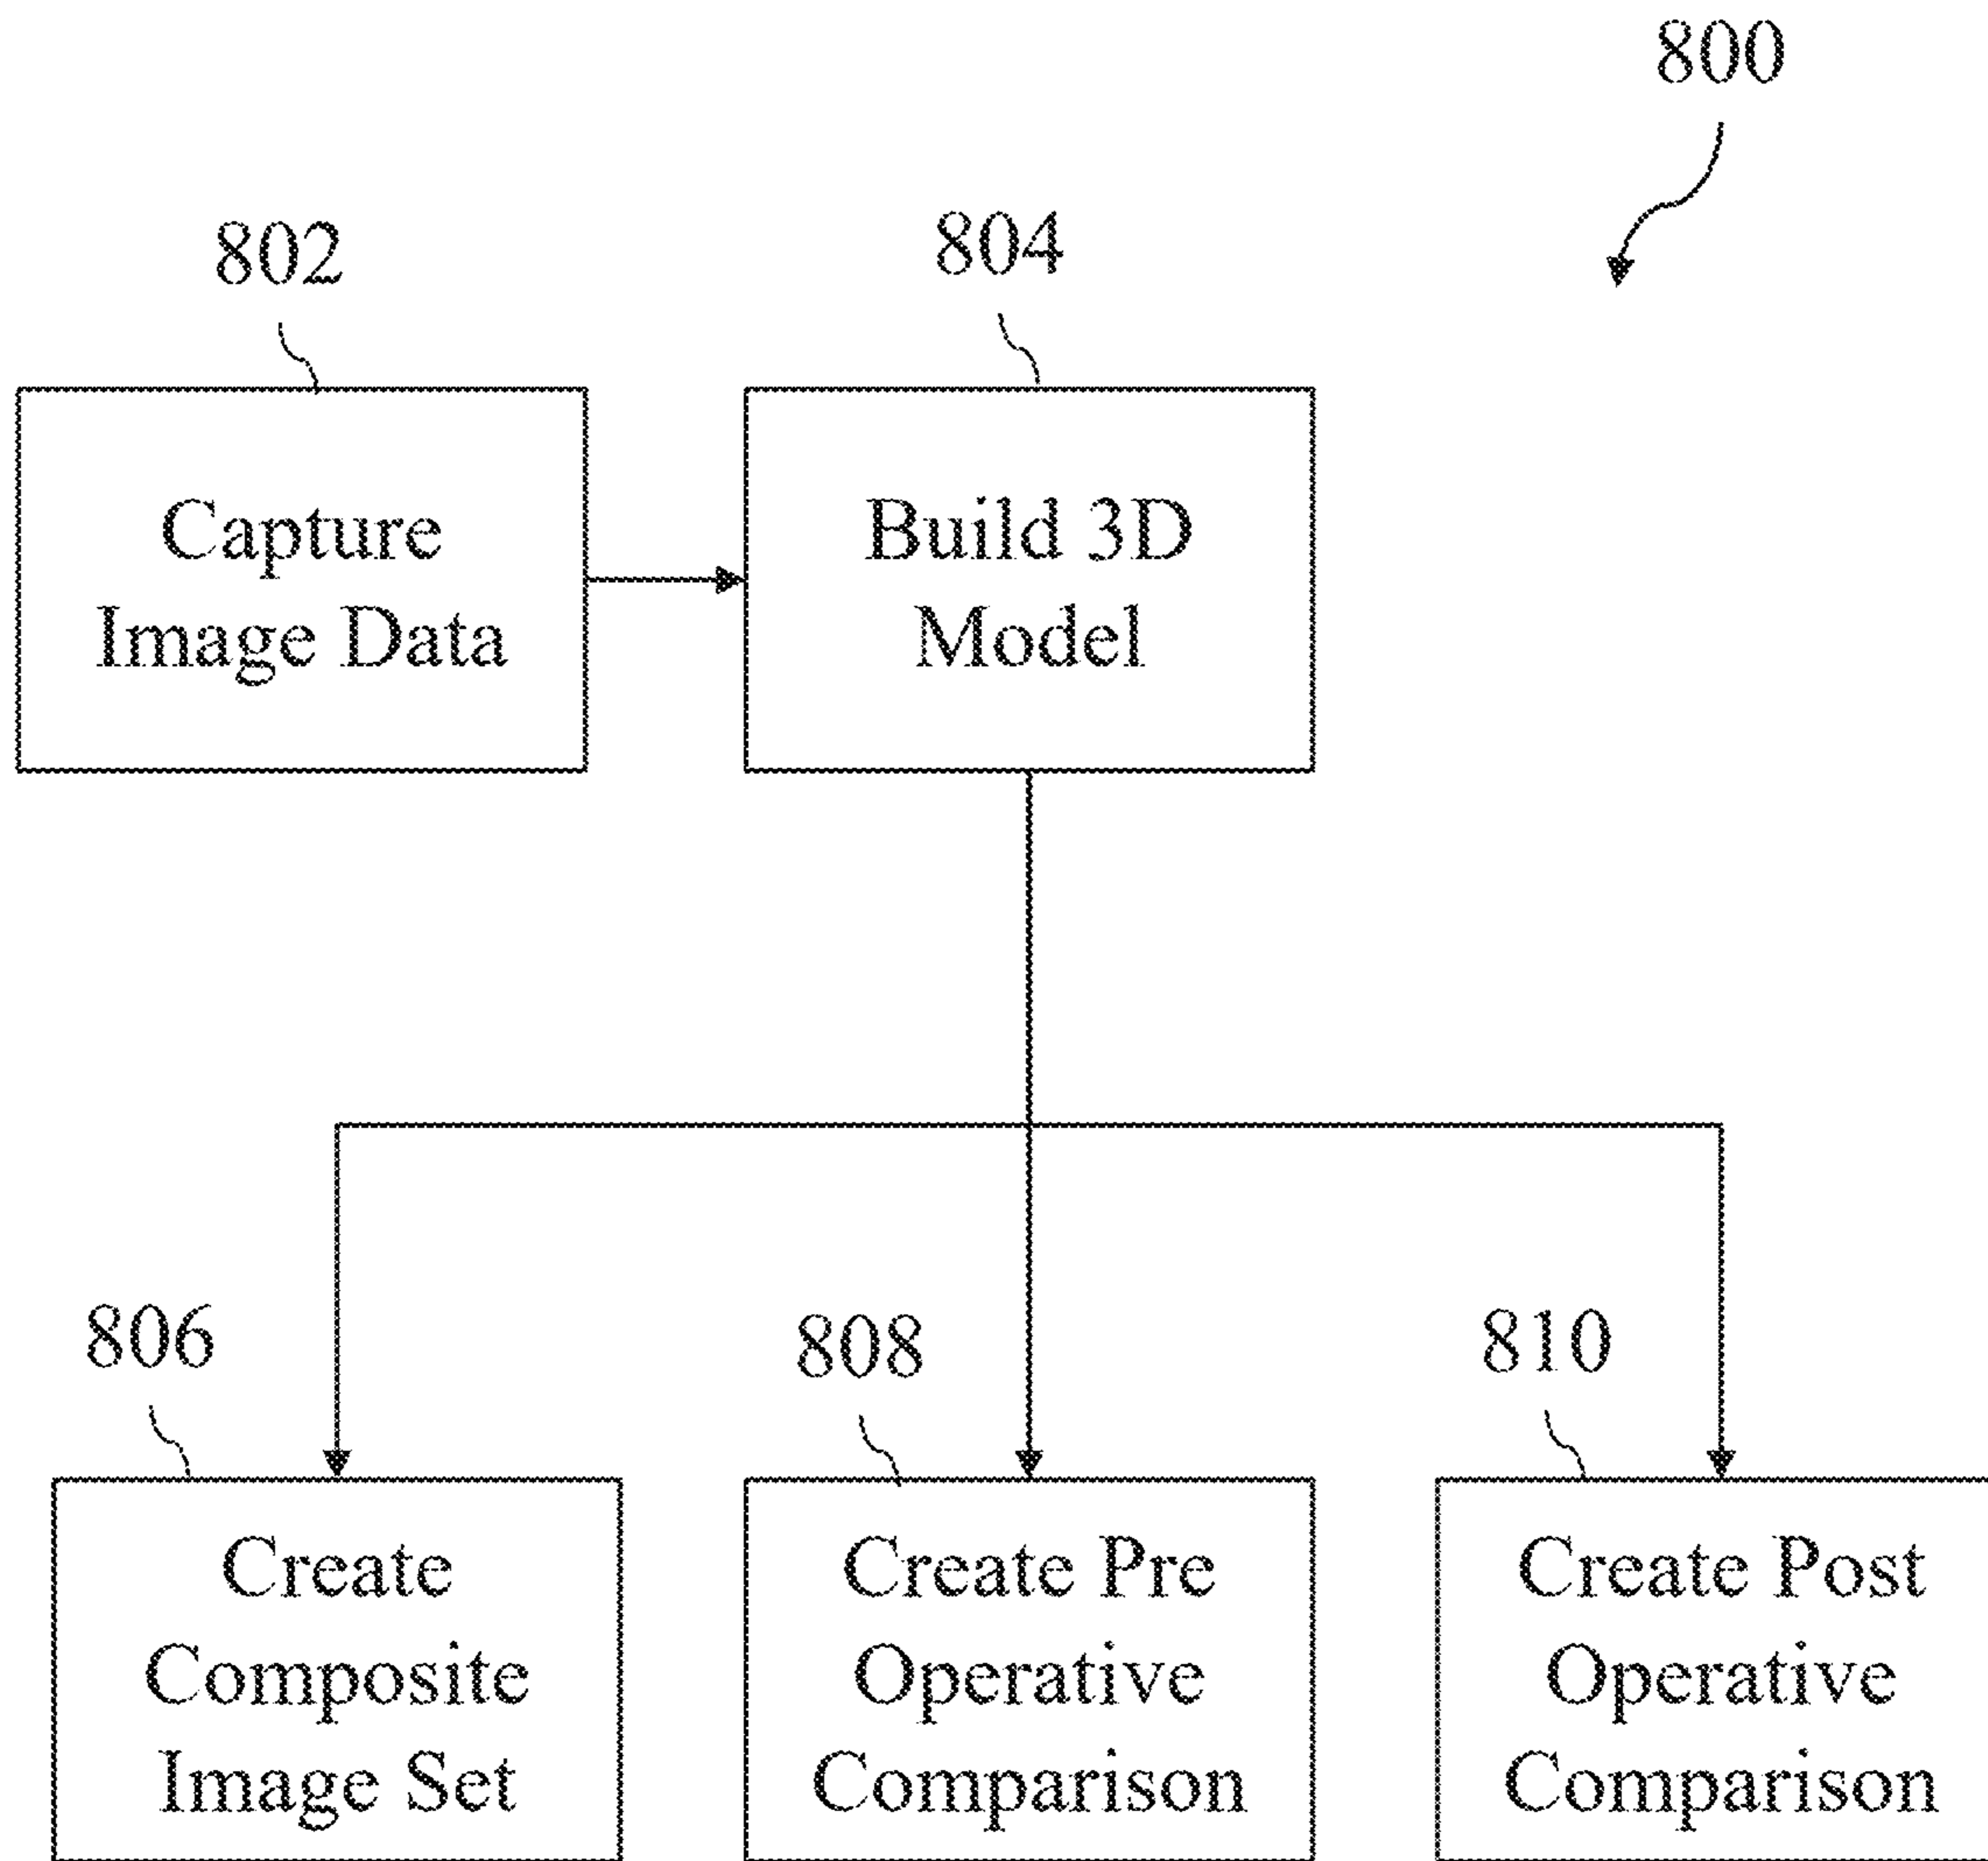 800
802
804
Capture
Image Data
Build 3D
Model
806
808
810
Create
Composite
Image Set
Create Pre
Operative
Comparison
Create Post
Operative
Comparison